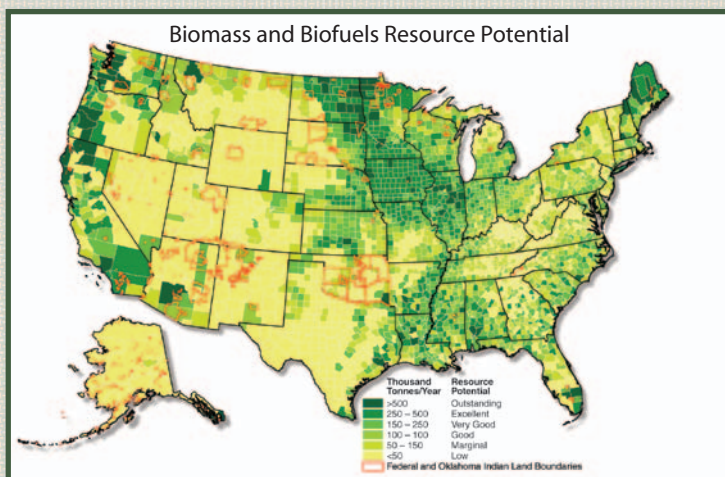 Biomass and Biofuels Resource Potential
Thousand Resource
Tonnes/Year Potential
>500 Outstanding
250 – 500 Excellent
150 – 250 Very Good
100 – 100 Good
50 – 150 Marginal
<50 Low
Federal and Oklahoma Indian Land Boundaries